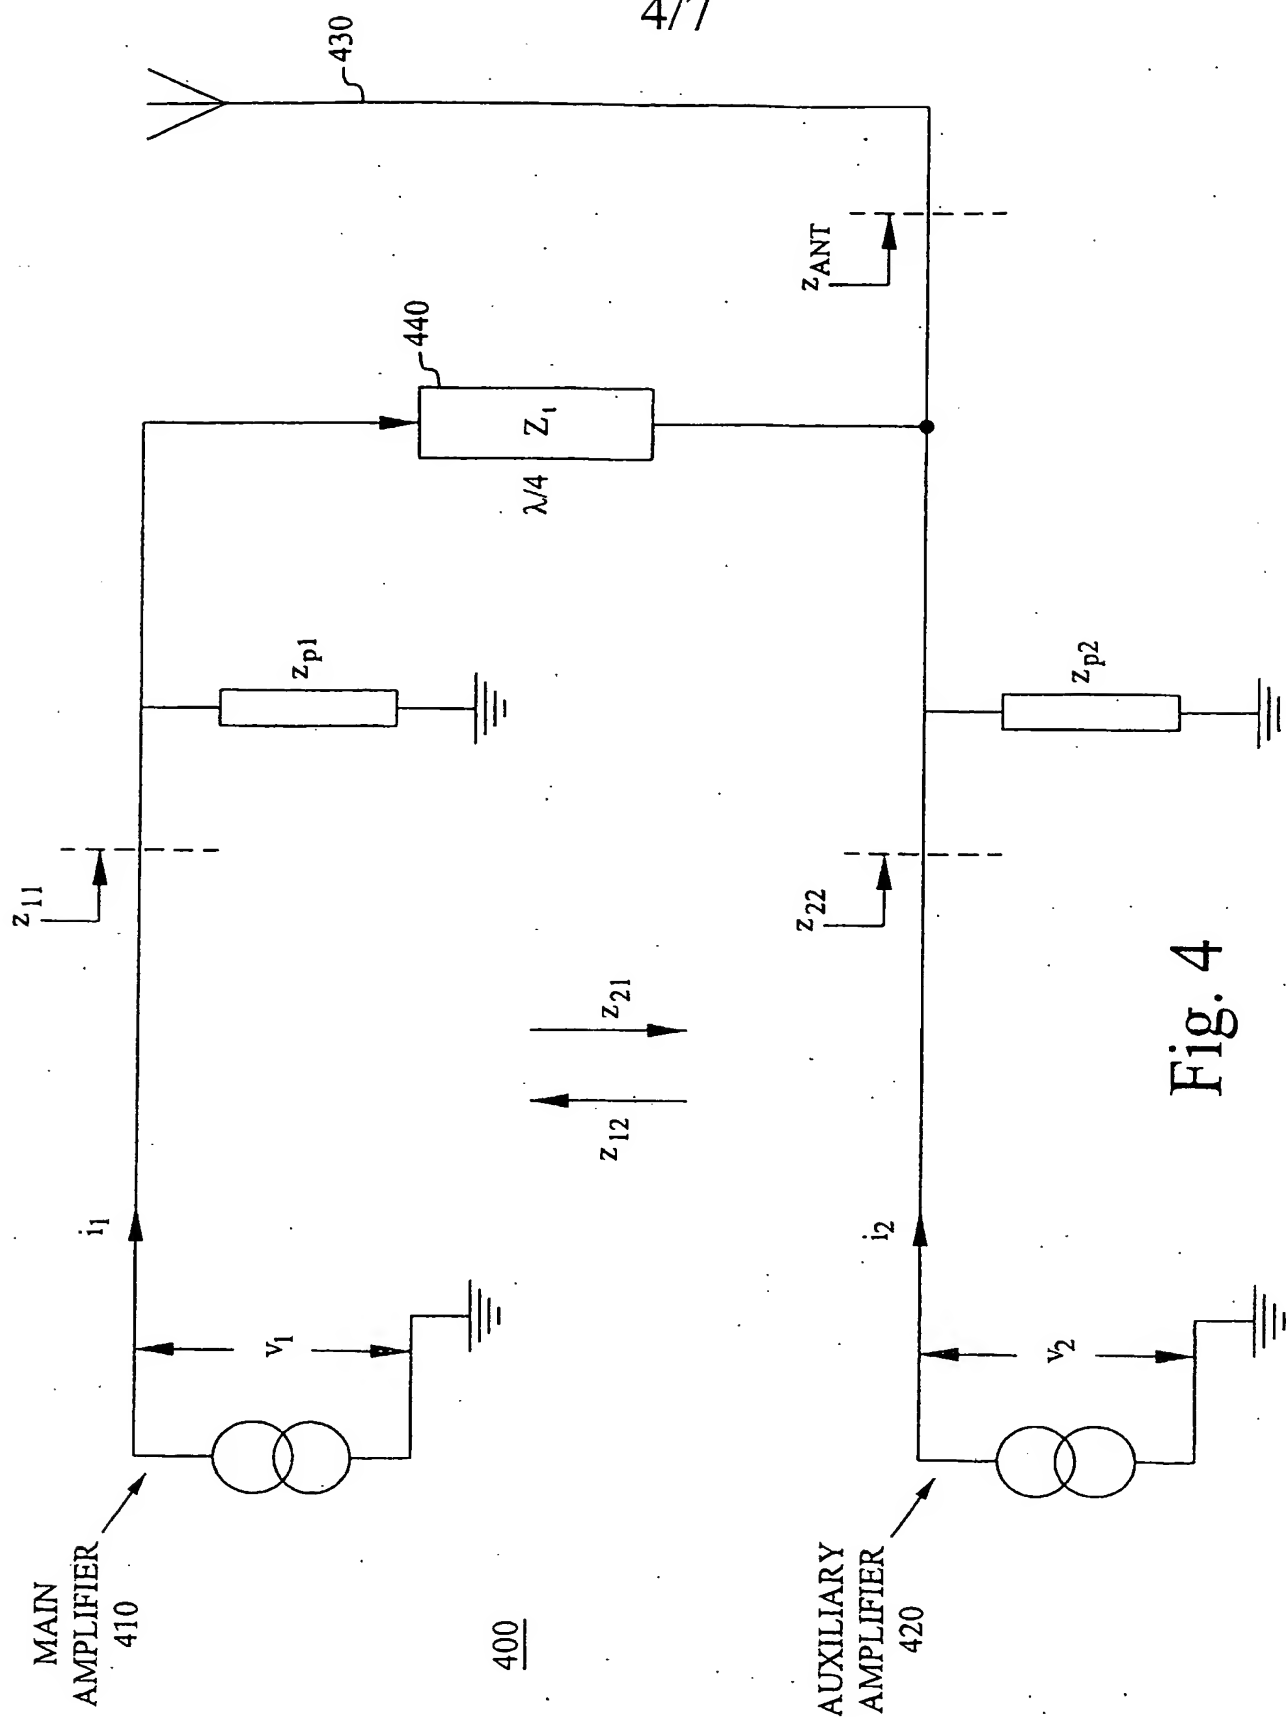 4/7
430
440
Z₁
λ/4
z_ANT
z_p1
z_p2
z_11
z_22
z_21
z_12
i_1
i_2
v_1
v_2
MAIN
AMPLIFIER
410
AUXILIARY
AMPLIFIER
420
400
Fig. 4